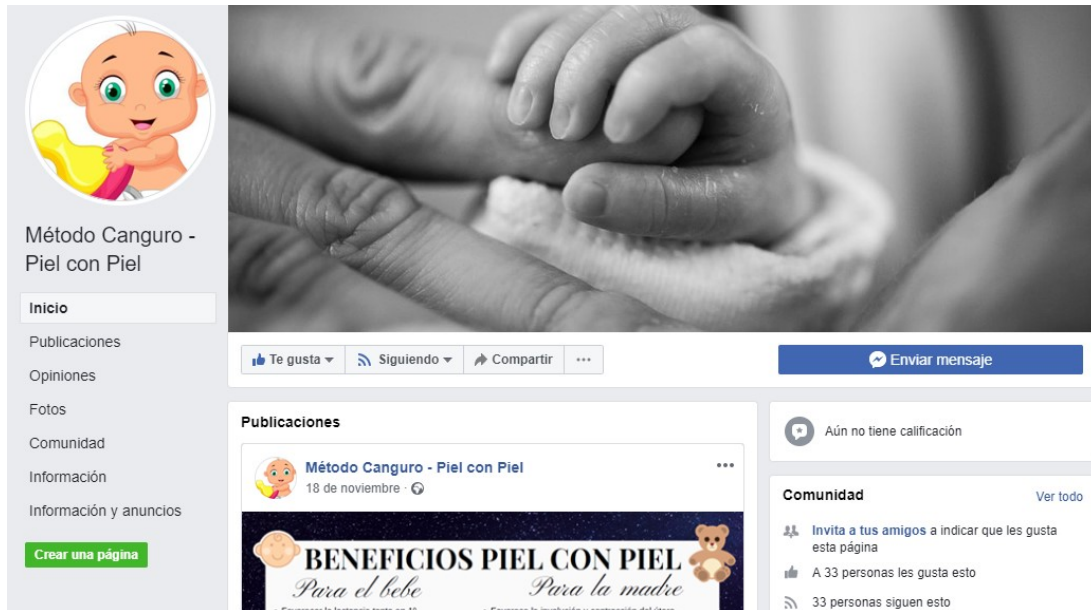 Método Canguro -
Piel con Piel
Inicio
Publicaciones
Opiniones
Fotos
Comunidad
Información
Información y anuncios
Crear una página
Te gusta
Siguiendo
Compartir
Enviar mensaje
Publicaciones
Método Canguro - Piel con Piel
18 de noviembre
BENEFICIOS PIEL CON PIEL
Para el bebe
Para la madre
Aún no tiene calificación
Comunidad
Ver todo
Invita a tus amigos a indicar que les gusta
esta página
A 33 personas les gusta esto
33 personas siguen esto